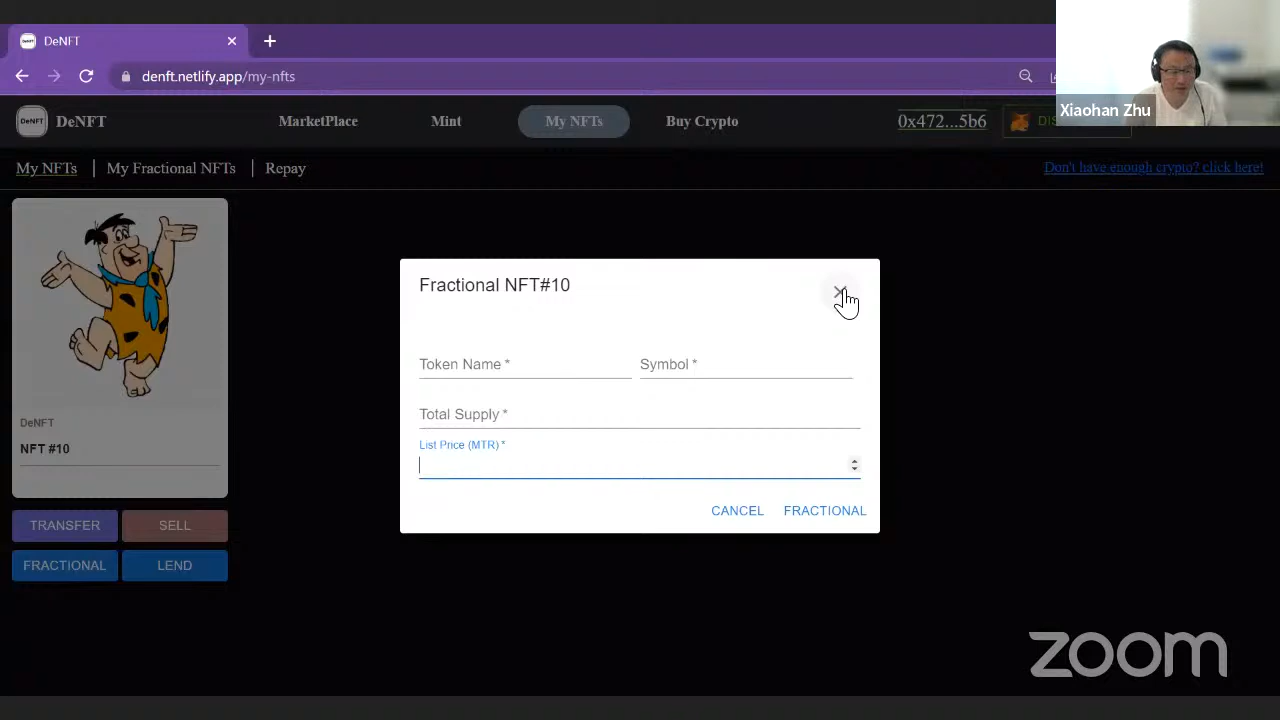 DeNFT
denft.netlify.app/my-nfts
Xiaohan Zhu
DeNFT
DeNFT
MarketPlace
Mint
My NFTs
Buy Crypto
0x472...5b6
My NFTs
My Fractional NFTs
Repay
Don't have enough crypto? click here!
Fractional NFT#10
Token Name *
Symbol *
Total Supply *
List Price (MTR) *
CANCEL
FRACTIONAL
DeNFT
NFT #10
TRANSFER
SELL
FRACTIONAL
LEND
zoom